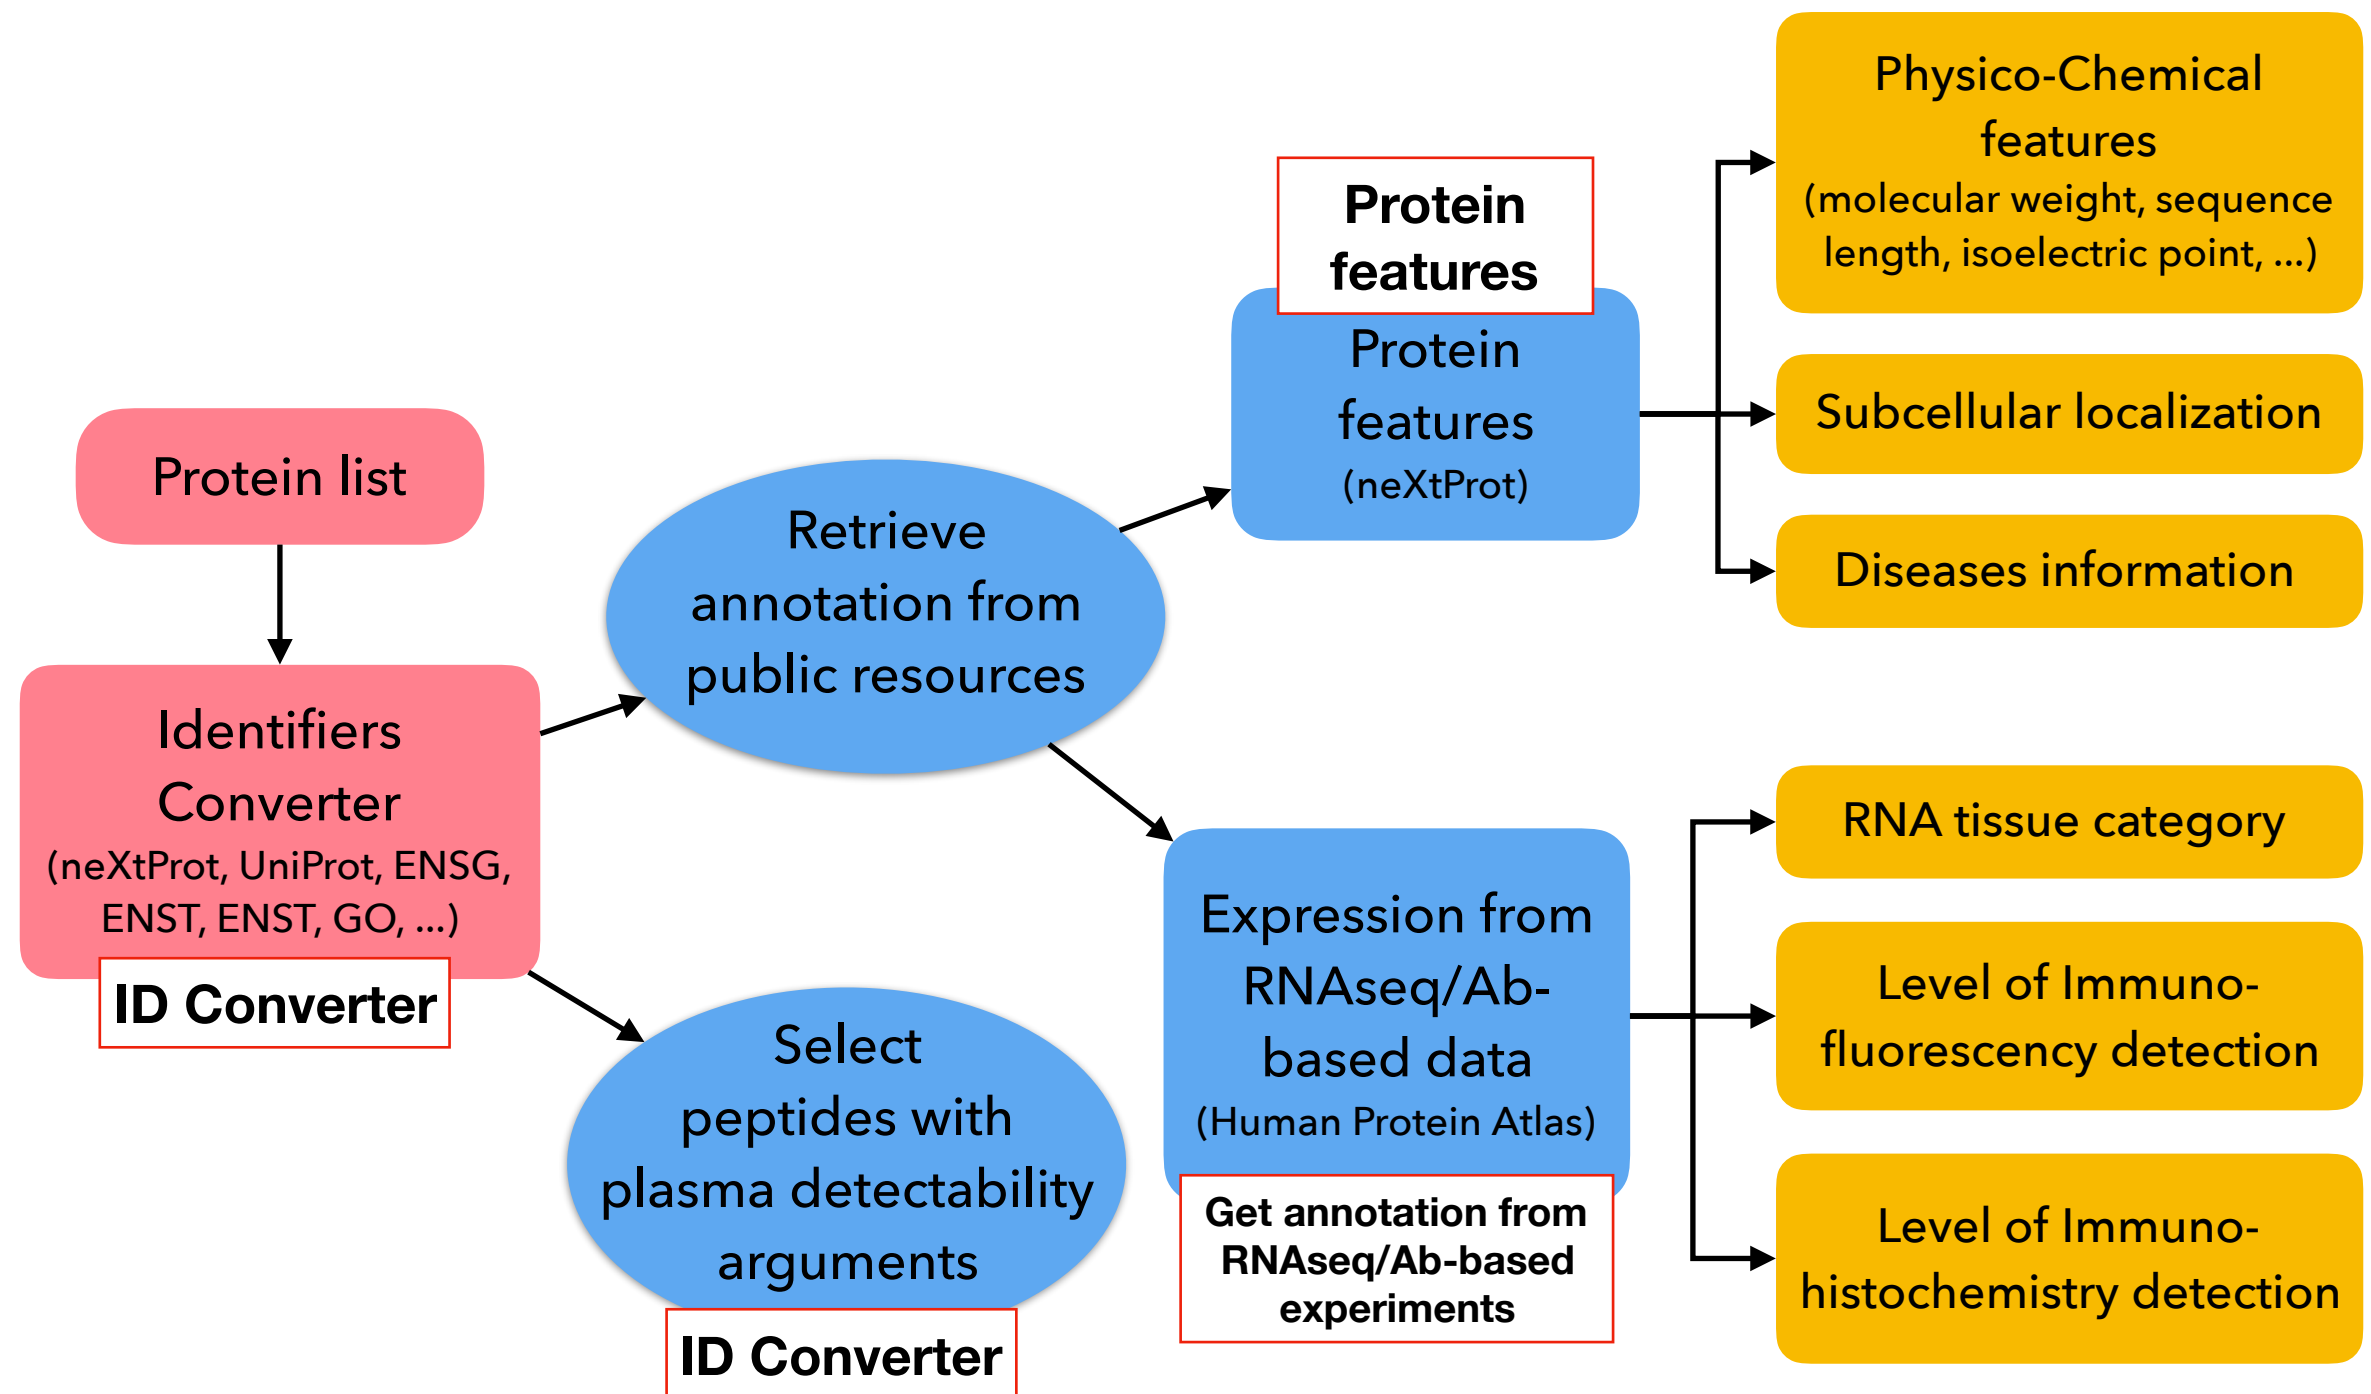 Protein list
Identifiers
Converter
(neXtProt, UniProt, ENSG,
ENST, ENST, GO, ...)
ID Converter
Retrieve
annotation from
public resources
Select
peptides with
plasma detectability
arguments
ID Converter
Protein
features
Protein
features
(neXtProt)
Expression from
RNAseq/Ab-
based data
(Human Protein Atlas)
Get annotation from
RNAseq/Ab-based
experiments
Physico-Chemical
features
(molecular weight, sequence
length, isoelectric point, ...)
Subcellular localization
Diseases information
RNA tissue category
Level of Immuno-
fluorescency detection
Level of Immuno-
histochemistry detection